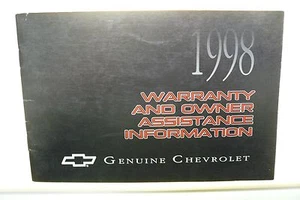 1998
WARRANTY
AND OWNER
ASSISTANCE
INFORMATION
GENUINE CHEVROLET